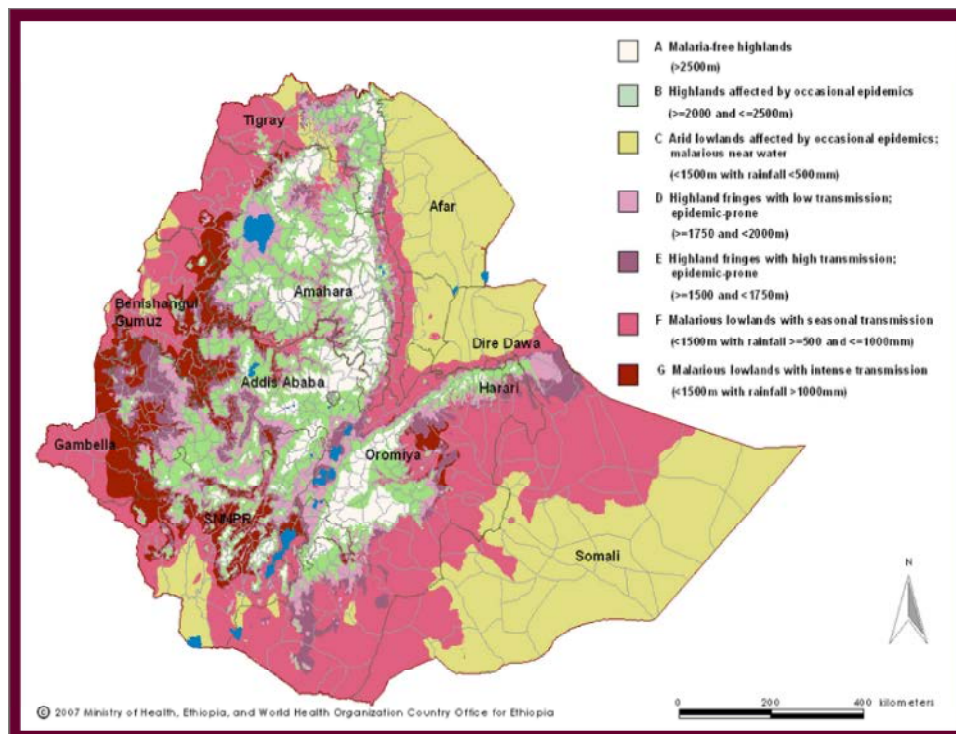 A Malaria-free highlands
(>2500m)
B Highlands affected by occasional epidemics
(>=2000 and <=2500m)
C Arid lowlands affected by occasional epidemics;
malarious near water
(<1500m with rainfall <500mm)
D Highland fringes with low transmission;
epidemic-prone
(>=1750 and <2000m)
E Highland fringes with high transmission;
epidemic-prone
(>=1500 and <1750m)
F Malarious lowlands with seasonal transmission
(<1500m with rainfall >=500 and <=1000mm)
G Malarious lowlands with intense transmission
(<1500m with rainfall >1000mm)
Tigray
Afar
Amahara
Benishangul
Gumuz
Dire Dawa
Addis Ababa
Harari
Gambella
Oromiya
SNNPR
Somali
N
0 200 400 kilometers
© 2007 Ministry of Health, Ethiopia, and World Health Organization Country Office for Ethiopia